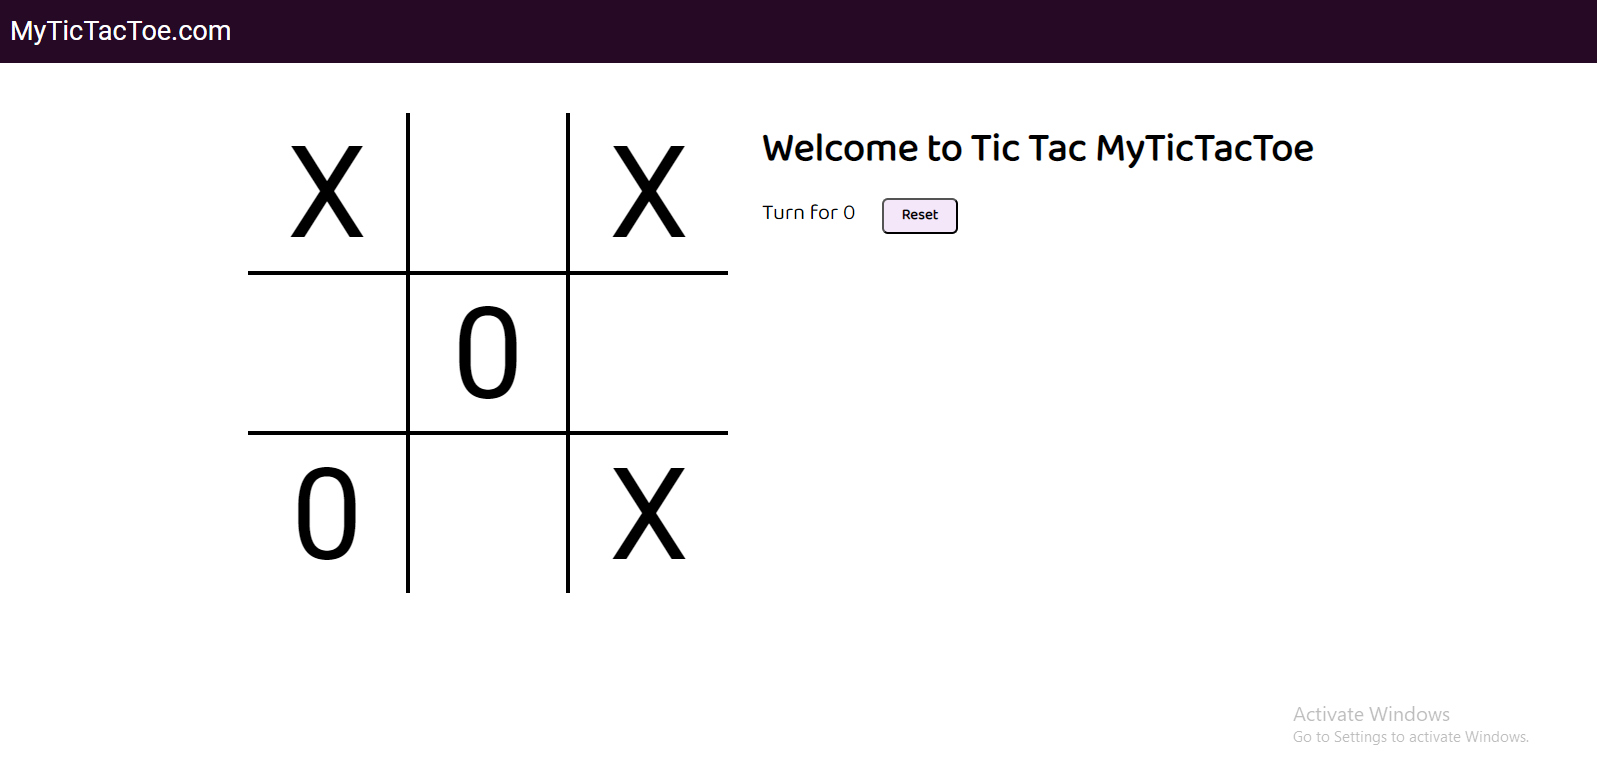 MyTicTacToe.com
X X
0
0 X
Welcome to Tic Tac MyTicTacToe
Turn for 0 Reset
Activate Windows
Go to Settings to activate Windows.